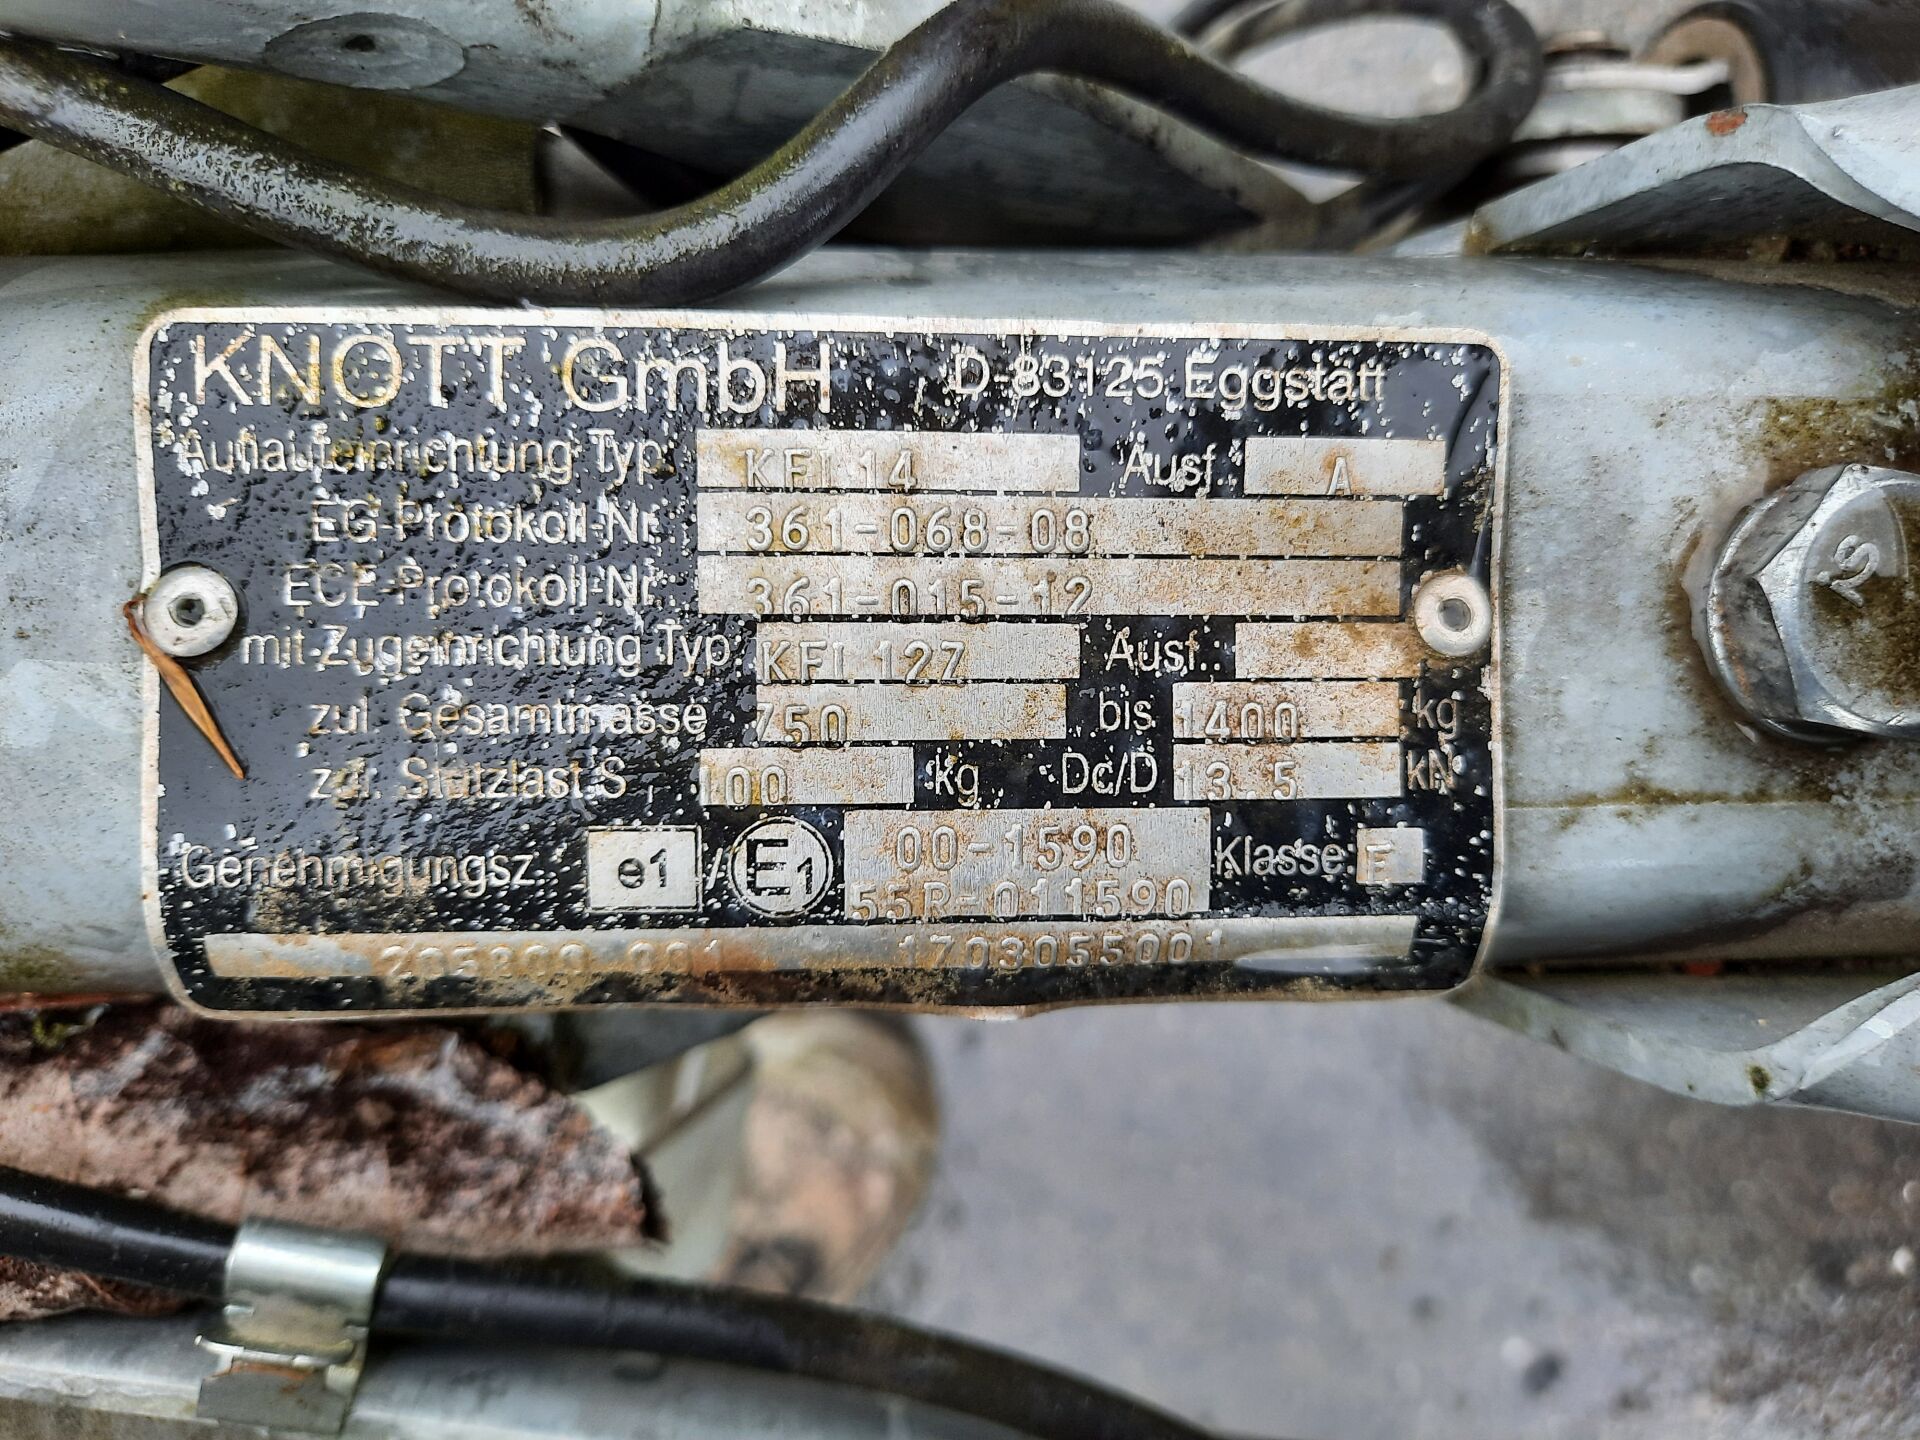 KNOTT GmbH D-83125 Eggstätt
Auflaufeinrichtung Typ: KFL14 Ausf.: A
EG-Protokoll-Nr. 361-068-08
ECE-Protokoll-Nr.: 361-015-12
mit Zugeinrichtung Typ: KFL12Z Ausf.:
zul. Gesamtmasse 750 bis 1400 kg
zul. Stützlast S 100 kg Dc/D 13.5 kN
Genehmigungsz. e1 / E1 00-1590 Klasse: E
55R-011590
1703055001